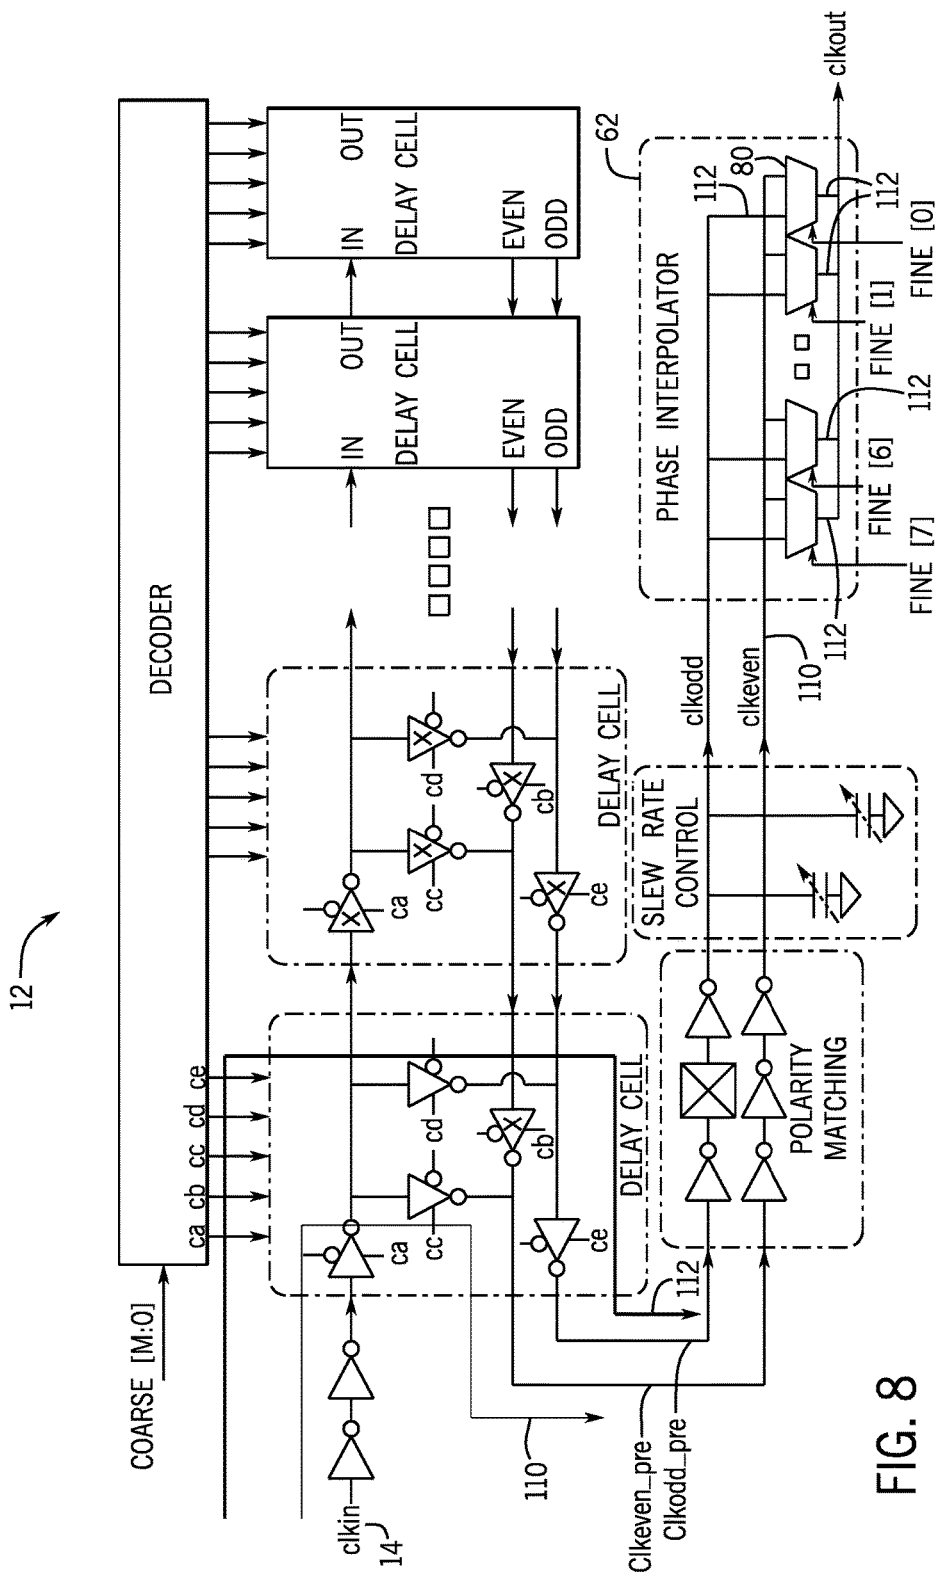 12
COARSE [M:0]
DECODER
ca
cb
cc
cd
ce
clkin
14
ca
cc
cd
cb
ce
DELAY CELL
ca
cc
cd
cb
ce
DELAY CELL
IN
OUT
DELAY CELL
EVEN
ODD
IN
OUT
DELAY CELL
EVEN
ODD
110
112
Clkeven_pre
Clkodd_pre
POLARITY
MATCHING
SLEW RATE
CONTROL
clkodd
clkeven
110
112
PHASE INTERPOLATOR
62
112
80
112
112
clkout
FINE [7]
FINE [6]
FINE [1]
FINE [0]
FIG. 8